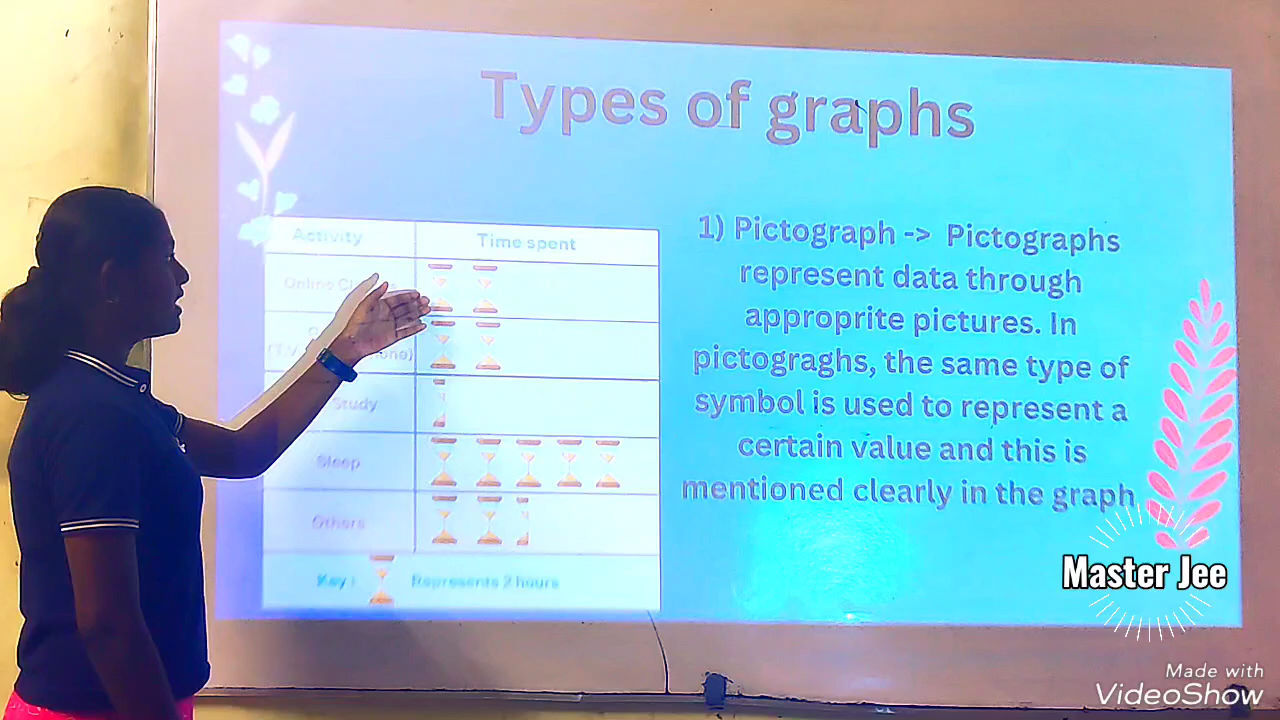 Types of graphs
Activity Time spent
Online
Study
Sleep
Others
Key : Represents 2 hours
1) Pictograph -> Pictographs
represent data through
approprite pictures. In
pictograghs, the same type of
symbol is used to represent a
certain value and this is
mentioned clearly in the graph
Master Jee
Made with
VideoShow